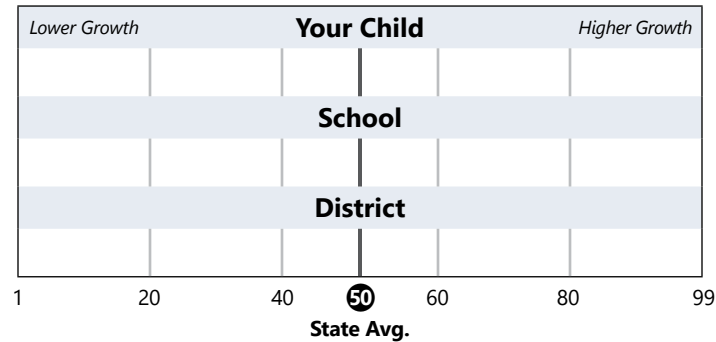 Lower Growth Your Child Higher Growth
School
District
1 20 40 50 60 80 99
State Avg.